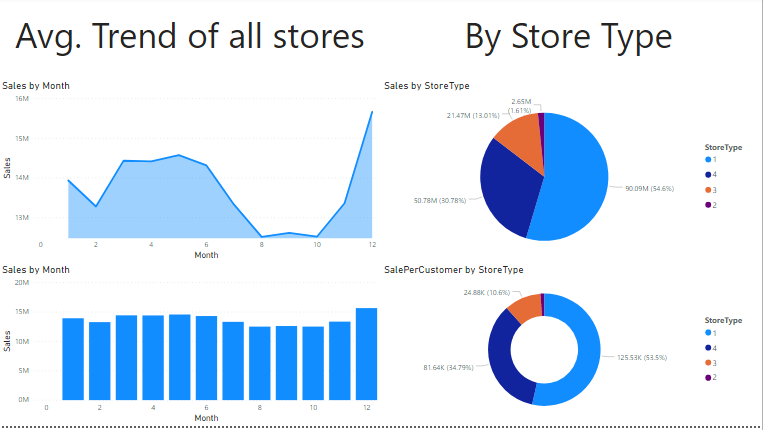 Avg. Trend of all stores
By Store Type
Sales by Month
16M
15M
14M
13M
Sales
0
2
4
6
8
10
12
Month
Sales by StoreType
2.65M
(1.61%)
21.47M (13.01%)
50.78M (30.78%)
90.09M (54.6%)
StoreType
1
4
3
2
Sales by Month
20M
15M
10M
5M
0M
Sales
0
2
4
6
8
10
12
Month
SalePerCustomer by StoreType
24.88K (10.6%)
81.64K (34.79%)
125.53K (53.5%)
StoreType
1
4
3
2